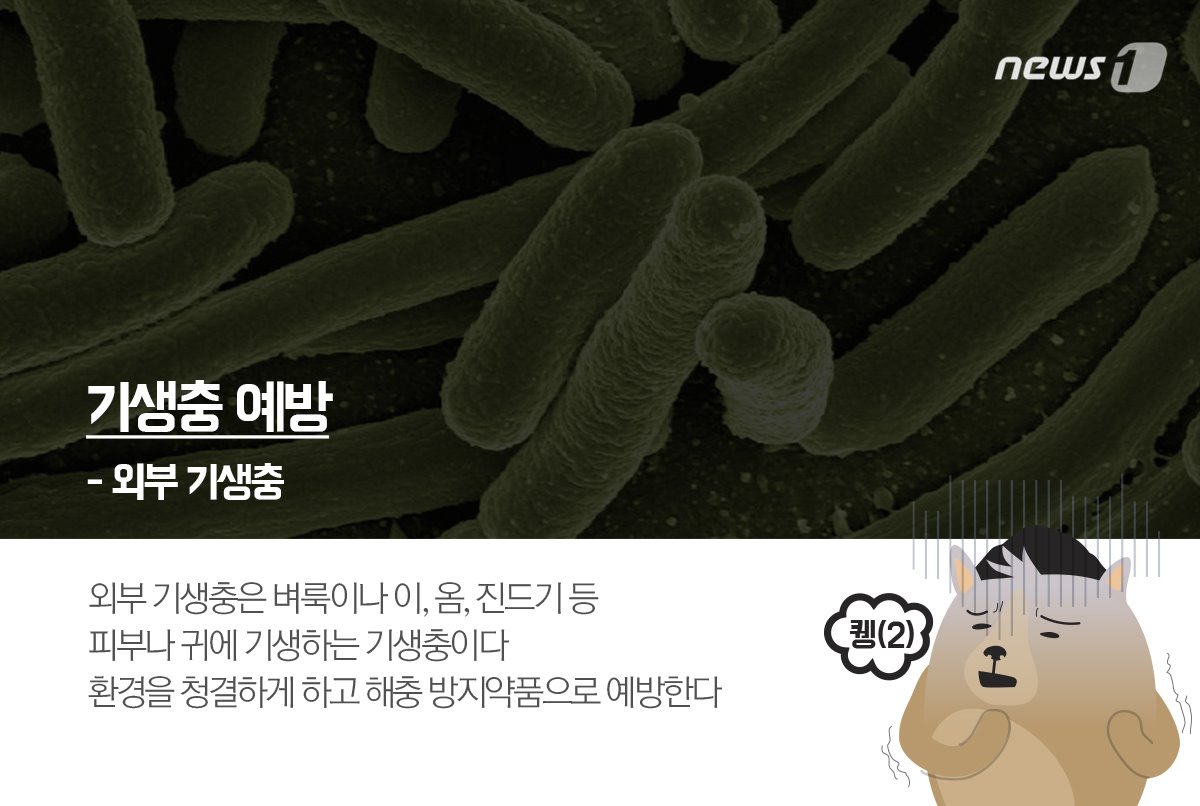 news1
기생충 예방
- 외부 기생충
외부 기생충은 벼룩이나 이, 옴, 진드기 등
피부나 귀에 기생하는 기생충이다
환경을 청결하게 하고 해충 방지약품으로 예방한다
켕(2)